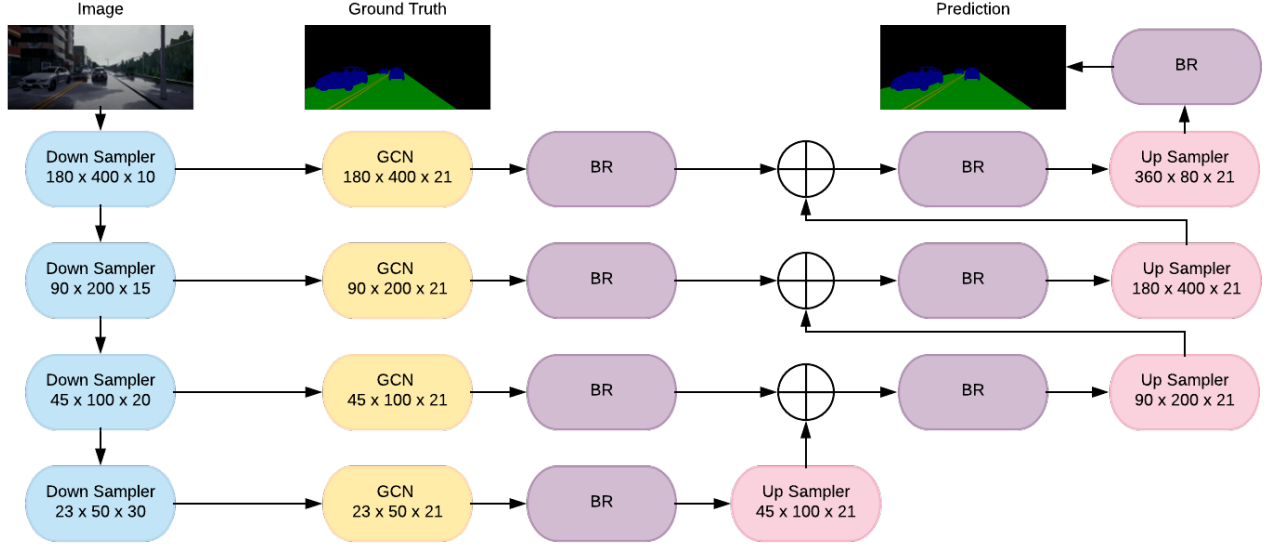 Image
Ground Truth
Prediction
BR
Down Sampler
180 x 400 x 10
GCN
180 x 400 x 21
BR
BR
Up Sampler
360 x 80 x 21
Down Sampler
90 x 200 x 15
GCN
90 x 200 x 21
BR
BR
Up Sampler
180 x 400 x 21
Down Sampler
45 x 100 x 20
GCN
45 x 100 x 21
BR
BR
Up Sampler
90 x 200 x 21
Down Sampler
23 x 50 x 30
GCN
23 x 50 x 21
BR
Up Sampler
45 x 100 x 21